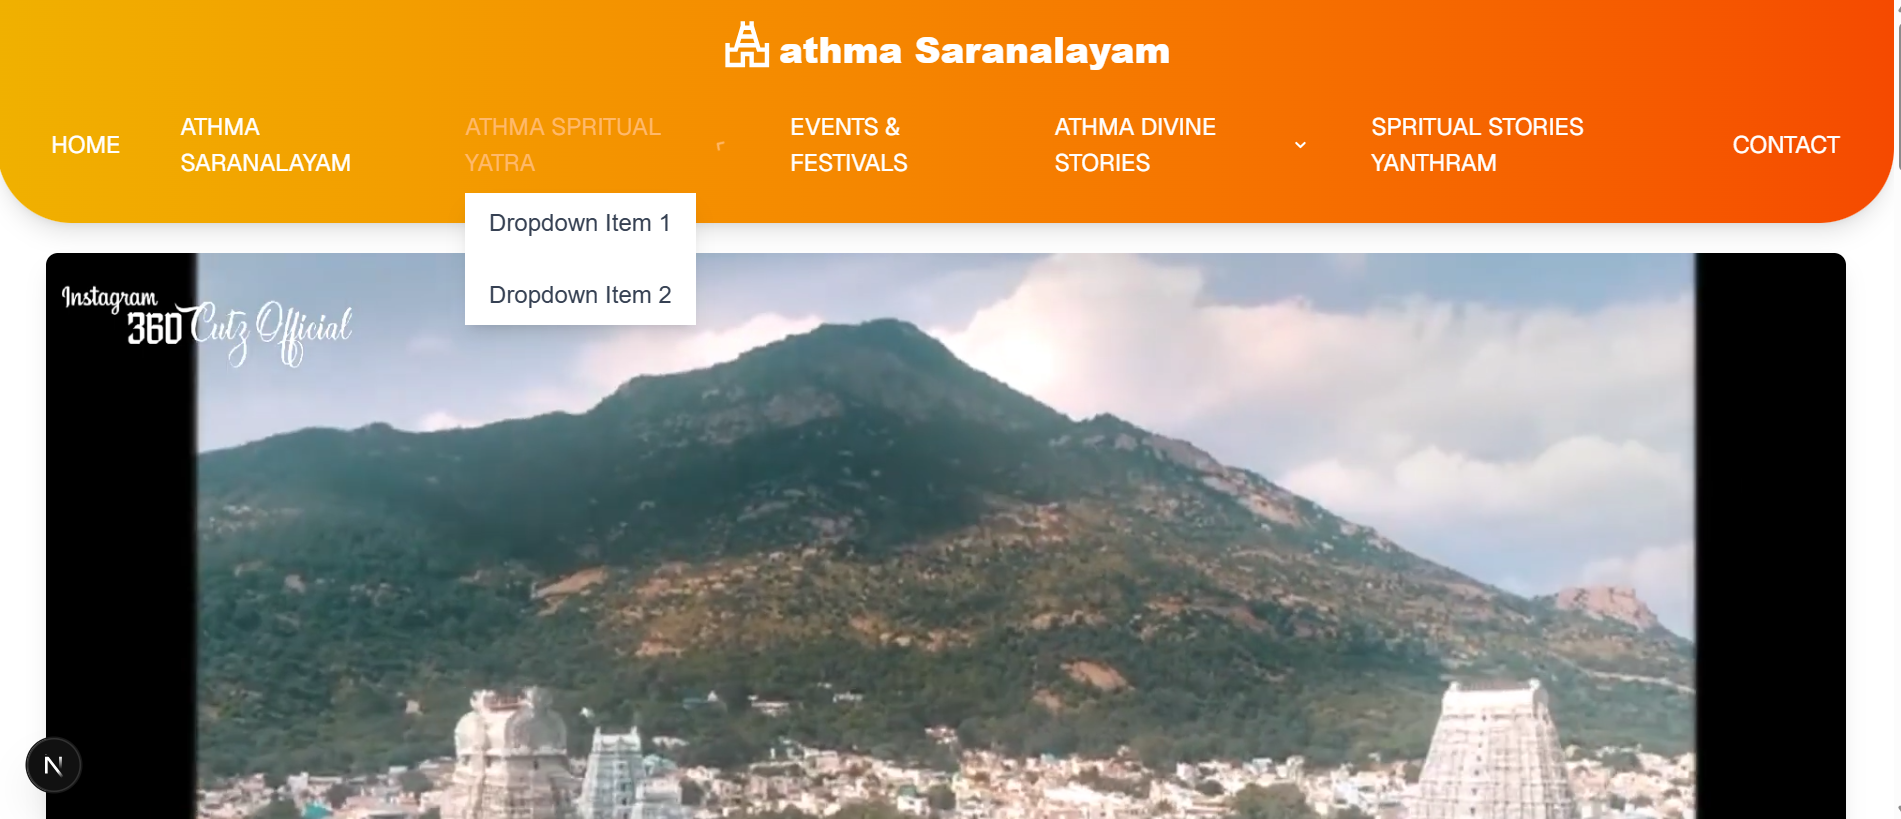 athma Saranalayam
HOME
ATHMA
SARANALAYAM
ATHMA SPRITUAL
YATRA
EVENTS &
FESTIVALS
ATHMA DIVINE
STORIES
SPRITUAL STORIES
YANTHRAM
CONTACT
Dropdown Item 1
Dropdown Item 2
Instagram
360 Cutz Official
N